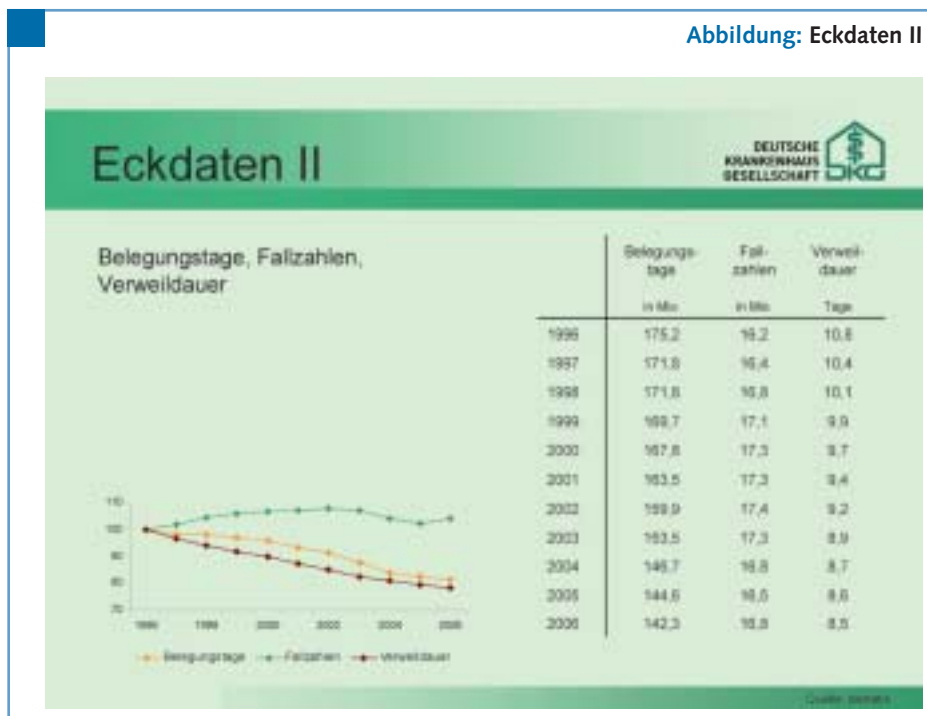 Abbildung: Eckdaten II
Eckdaten II
DEUTSCHE
KRANKENHAUS
GESELLSCHAFT
DKG
Belegungstage, Fallzahlen,
Verweildauer
Belegungs- Fall- Verweil-
tage zahlen dauer
in Mio. in Mio. Tage
1996 175,2 16,2 10,8
1997 171,8 16,4 10,4
1998 171,8 16,8 10,1
1999 169,7 17,1 9,9
2000 167,8 17,3 9,7
2001 163,5 17,3 9,4
2002 159,9 17,4 9,2
2003 153,5 17,3 8,9
2004 146,7 16,8 8,7
2005 144,6 16,5 8,6
2006 142,3 16,8 8,5
110
100
90
80
70
1996 1998 2000 2002 2004 2006
Belegungstage Fallzahlen Verweildauer
Quelle: